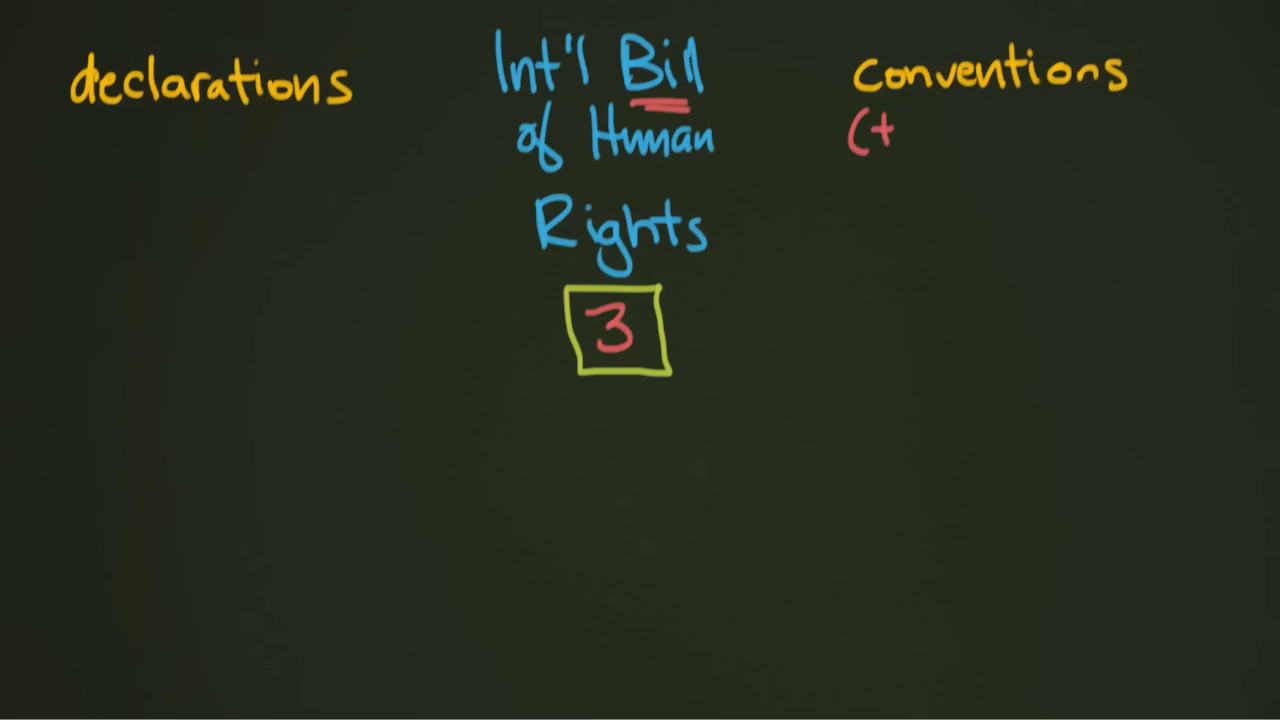 declarations
Int'l Bill
of Human
Rights
3
conventions
(t